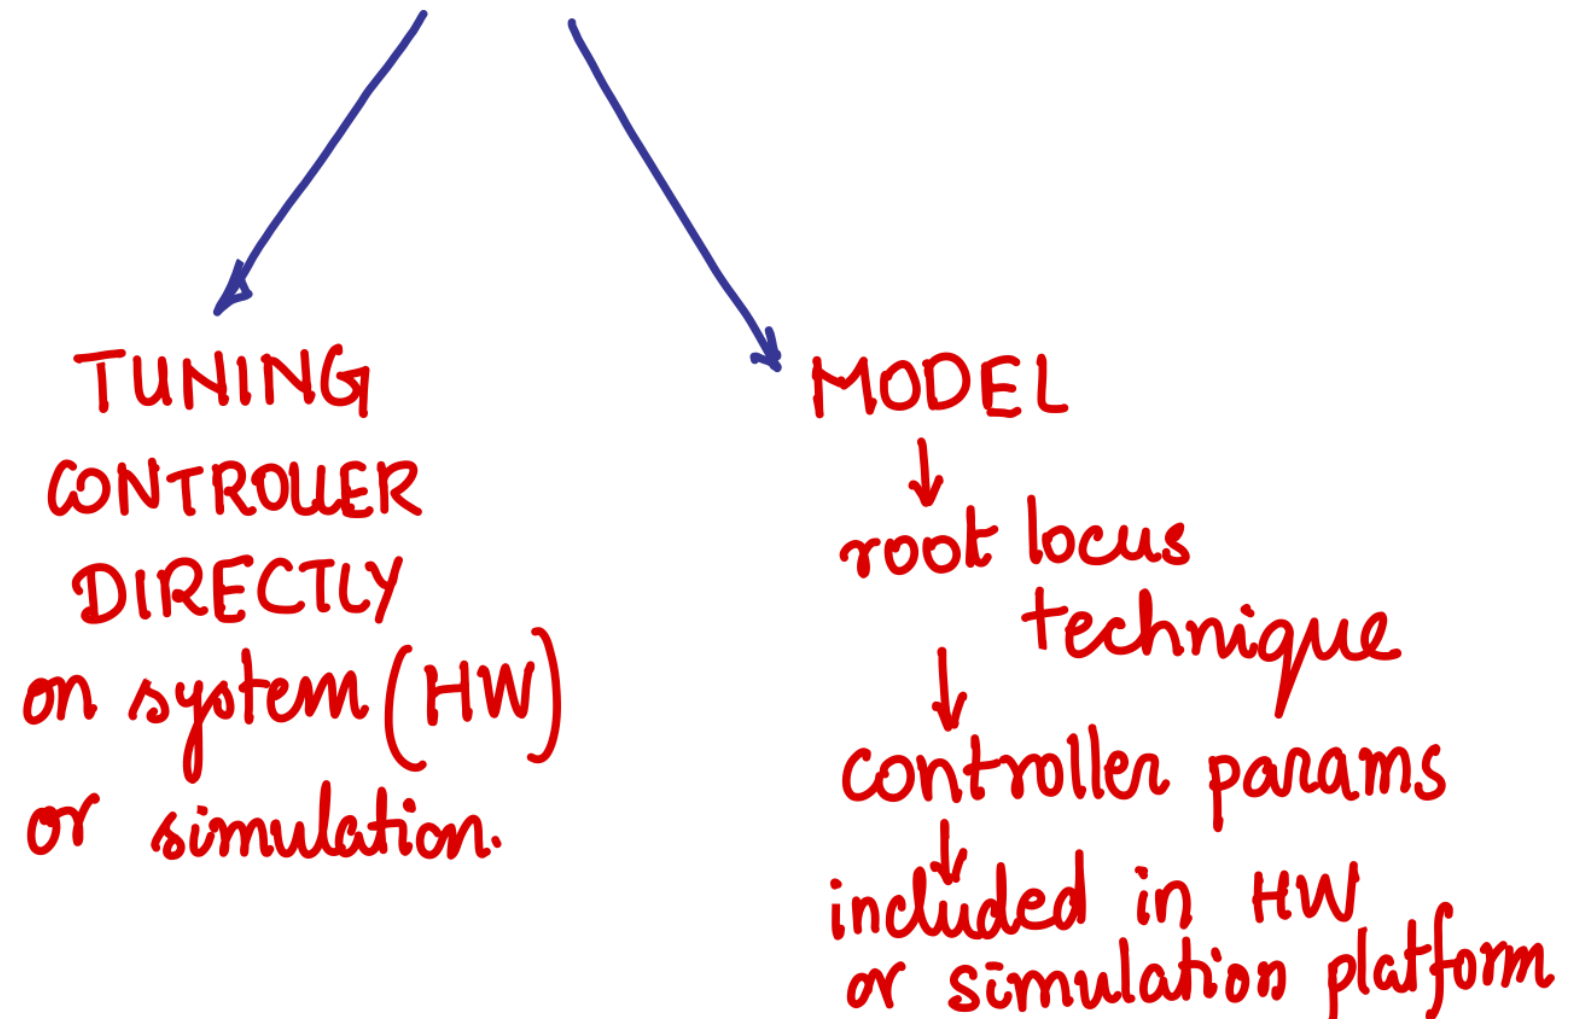 TUNING
CONTROLLER
DIRECTLY
on system (HW)
or simulation.
MODEL
↓
root locus
technique
↓
controller params
↓
included in HW
or simulation platform